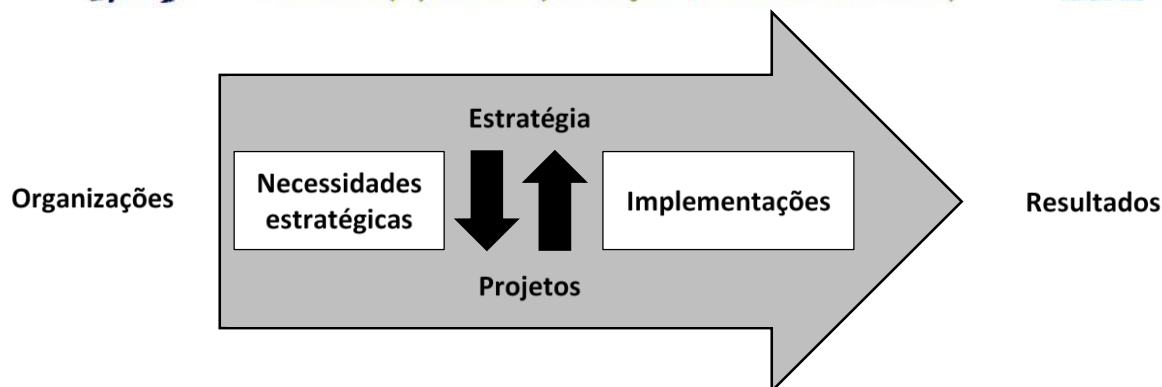 Organizações
Estratégia
Necessidades
estratégicas
Implementações
Projetos
Resultados